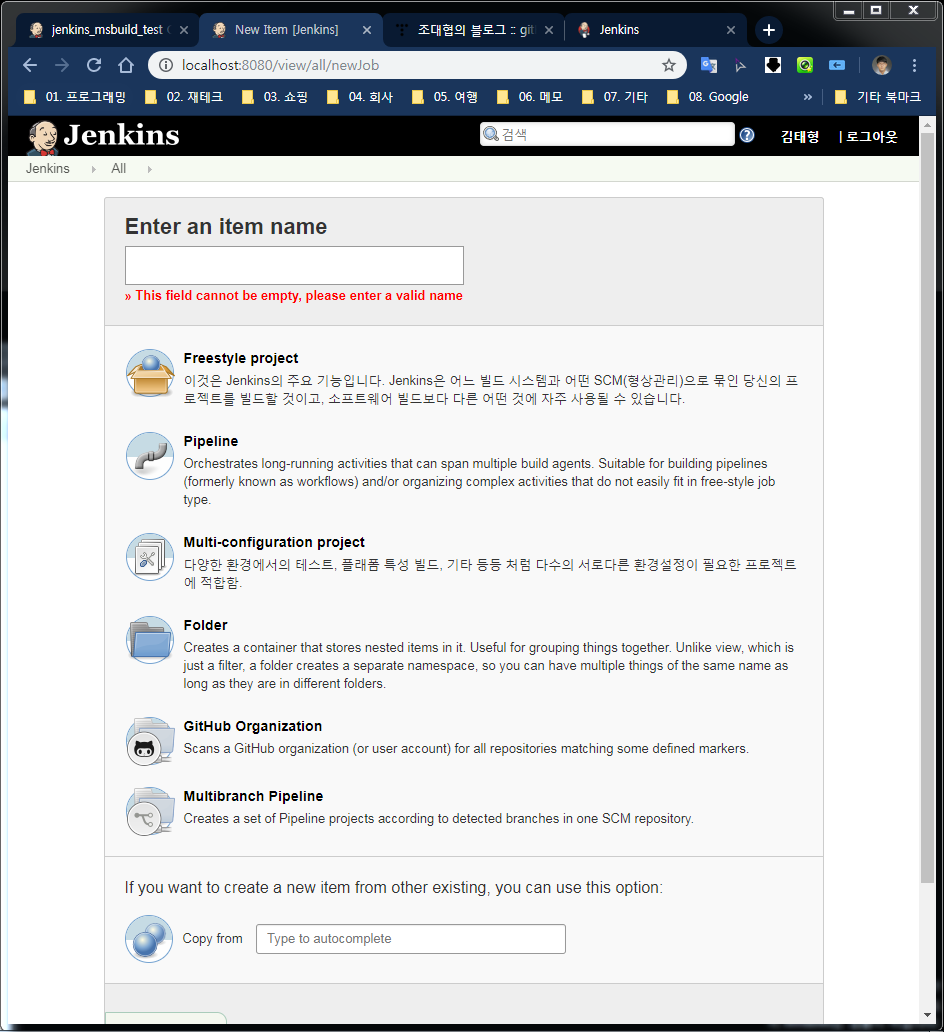 jenkins_msbuild_test
New Item [Jenkins]
조대협의 블로그 :: git
Jenkins
localhost:8080/view/all/newJob
01. 프로그래밍
02. 재테크
03. 쇼핑
04. 회사
05. 여행
06. 메모
07. 기타
08. Google
»
기타 북마크
Jenkins
검색
김태형
| 로그아웃
Jenkins
All
Enter an item name
» This field cannot be empty, please enter a valid name
Freestyle project
이것은 Jenkins의 주요 기능입니다. Jenkins은 어느 빌드 시스템과 어떤 SCM(형상관리)으로 묶인 당신의 프
로젝트를 빌드할 것이고, 소프트웨어 빌드보다 다른 어떤 것에 자주 사용될 수 있습니다.
Pipeline
Orchestrates long-running activities that can span multiple build agents. Suitable for building pipelines
(formerly known as workflows) and/or organizing complex activities that do not easily fit in free-style job
type.
Multi-configuration project
다양한 환경에서의 테스트, 플래폼 특성 빌드, 기타 등등 처럼 다수의 서로다른 환경설정이 필요한 프로젝트
에 적합함.
Folder
Creates a container that stores nested items in it. Useful for grouping things together. Unlike view, which is
just a filter, a folder creates a separate namespace, so you can have multiple things of the same name as
long as they are in different folders.
GitHub Organization
Scans a GitHub organization (or user account) for all repositories matching some defined markers.
Multibranch Pipeline
Creates a set of Pipeline projects according to detected branches in one SCM repository.
If you want to create a new item from other existing, you can use this option:
Copy from
Type to autocomplete